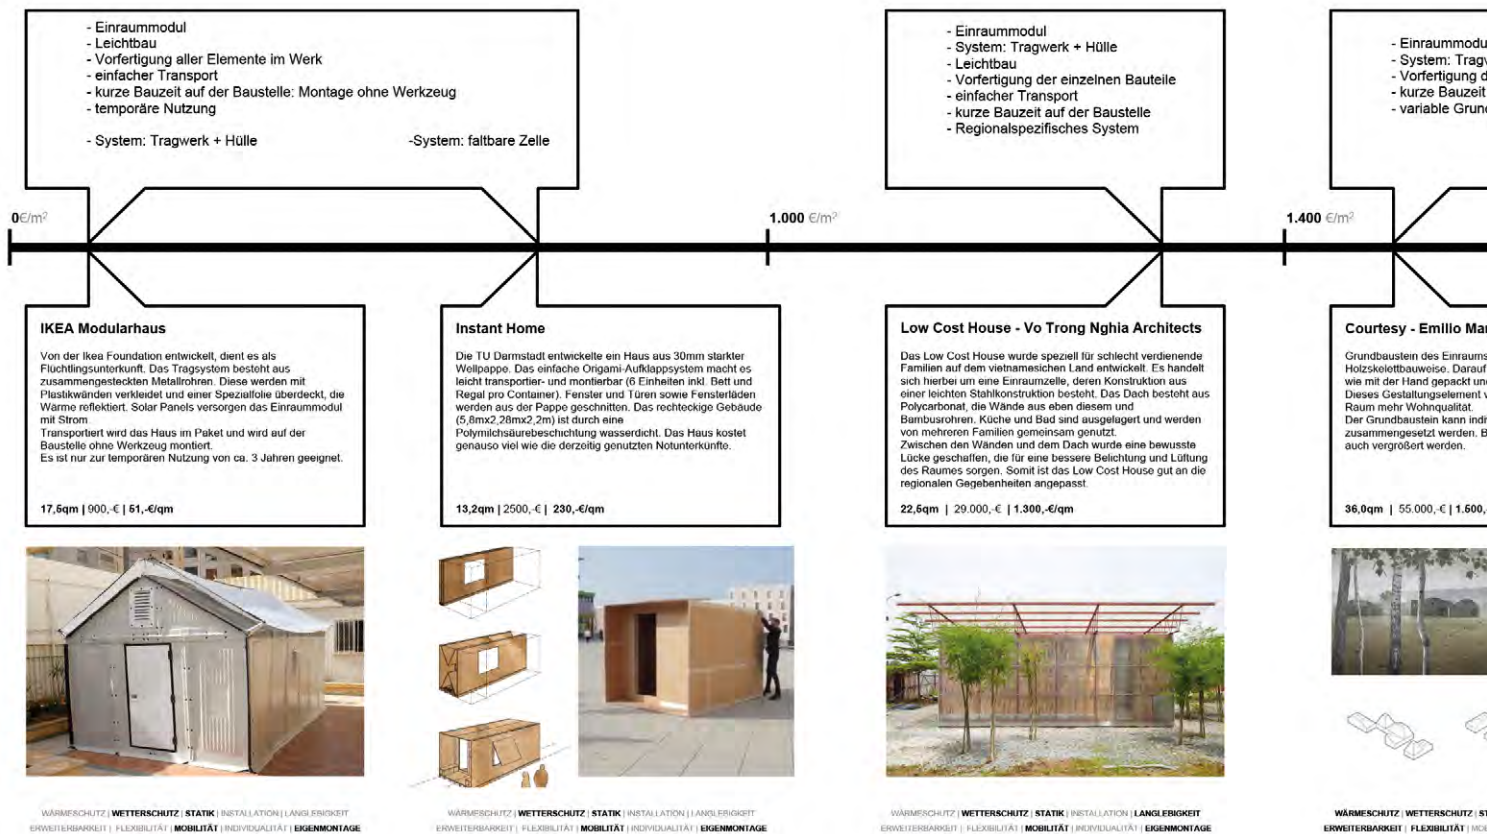 - Einraummodul
- Leichtbau
- Vorfertigung aller Elemente im Werk
- einfacher Transport
- kurze Bauzeit auf der Baustelle: Montage ohne Werkzeug
- temporäre Nutzung
- System: Tragwerk + Hülle
-System: faltbare Zelle
- Einraummodul
- System: Tragwerk + Hülle
- Leichtbau
- Vorfertigung der einzelnen Bauteile
- einfacher Transport
- kurze Bauzeit auf der Baustelle
- Regionalspezifisches System
- Einraummodu
- System: Tragw
- Vorfertigung d
- kurze Bauzeit
- variable Grund
0€/m²
1.000 €/m²
1.400 €/m²
IKEA Modularhaus
Von der Ikea Foundation entwickelt, dient es als
Flüchtlingsunterkunft. Das Tragsystem besteht aus
zusammengesteckten Metallrohren. Diese werden mit
Plastikwänden verkleidet und einer Spezialfolie überdeckt, die
Wärme reflektiert. Solar Panels versorgen das Einraummodul
mit Strom.
Transportiert wird das Haus im Paket und wird auf der
Baustelle ohne Werkzeug montiert.
Es ist nur zur temporären Nutzung von ca. 3 Jahren geeignet.
17,5qm | 900,-€ | 51,-€/qm
Instant Home
Die TU Darmstadt entwickelte ein Haus aus 30mm starkter
Wellpappe. Das einfache Origami-Aufklappsystem macht es
leicht transportier- und montierbar (6 Einheiten inkl. Bett und
Regal pro Container). Fenster und Türen sowie Fensterläden
werden aus der Pappe geschnitten. Das rechteckige Gebäude
(5,8mx2,28mx2,2m) ist durch eine
Polymilchsäurebeschichtung wasserdicht. Das Haus kostet
genauso viel wie die derzeitig genutzten Notunterkünfte.
13,2qm | 2500,-€ | 230,-€/qm
Low Cost House - Vo Trong Nghia Architects
Das Low Cost House wurde speziell für schlecht verdienende
Familien auf dem vietnamesichen Land entwickelt. Es handelt
sich hierbei um eine Einraumzelle, deren Konstruktion aus
einer leichten Stahlkonstruktion besteht. Das Dach besteht aus
Polycarbonat, die Wände aus eben diesem und
Bambusrohren. Küche und Bad sind ausgelagert und werden
von mehreren Familien gemeinsam genutzt.
Zwischen den Wänden und dem Dach wurde eine bewusste
Lücke geschaffen, die für eine bessere Belichtung und Lüftung
des Raumes sorgen. Somit ist das Low Cost House gut an die
regionalen Gegebenheiten angepasst.
22,5qm | 29.000,-€ | 1.300,-€/qm
Courtesy - Emilio Mar
Grundbaustein des Einraums
Holzskelettbauweise. Darauf
wie mit der Hand gepackt und
Dieses Gestaltungselement v
Raum mehr Wohnqualität.
Der Grundbaustein kann indi
zusammengesetzt werden. B
auch vergrößert werden.
36,0qm | 55.000,-€ | 1.500,-
WÄRMESCHUTZ | WETTERSCHUTZ | STATIK | INSTALLATION | LANGLEBIGKEIT
ERWEITERBARKEIT | FLEXIBILITÄT | MOBILITÄT | INDIVIDUALITÄT | EIGENMONTAGE
WÄRMESCHUTZ | WETTERSCHUTZ | STATIK | INSTALLATION | LANGLEBIGKEIT
ERWEITERBARKEIT | FLEXIBILITÄT | MOBILITÄT | INDIVIDUALITÄT | EIGENMONTAGE
WÄRMESCHUTZ | WETTERSCHUTZ | STATIK | INSTALLATION | LANGLEBIGKEIT
ERWEITERBARKEIT | FLEXIBILITÄT | MOBILITÄT | INDIVIDUALITÄT | EIGENMONTAGE
WÄRMESCHUTZ | WETTERSCHUTZ | ST
ERWEITERBARKEIT | FLEXIBILITÄT | MOB